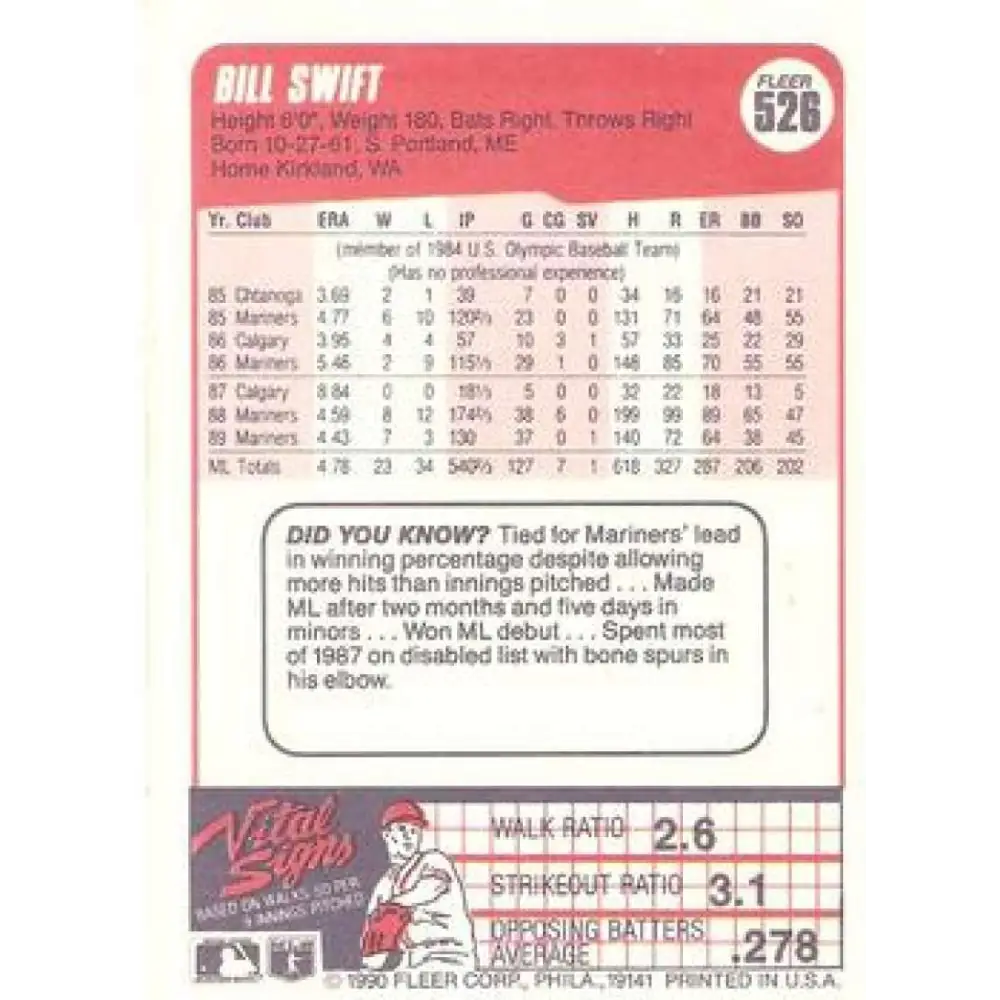 BILL SWIFT
FLEER
526
Height 6'0", Weight 180, Bats Right, Throws Right
Born 10-27-61, S. Portland, ME
Home Kirkland, WA
Yr. Club ERA W L IP G CG SV H R ER BB SO
(member of 1984 U.S. Olympic Baseball Team)
(Has no professional experience)
85 Chtanoga 3.69 2 1 39 7 0 0 34 16 16 21 21
85 Mariners 4.77 6 10 120⅔ 23 0 0 131 71 64 48 55
86 Calgary 3.95 4 4 57 10 3 1 57 33 25 22 29
86 Mariners 5.46 2 9 115⅓ 29 1 0 148 85 70 55 55
87 Calgary 8.84 0 0 18⅓ 5 0 0 32 22 18 13 5
88 Mariners 4.59 8 12 174⅔ 38 6 0 199 99 89 65 47
89 Mariners 4.43 7 3 130 37 0 1 140 72 64 38 45
ML Totals 4.78 23 34 540⅔ 127 7 1 618 327 287 206 202
DID YOU KNOW? Tied for Mariners' lead
in winning percentage despite allowing
more hits than innings pitched . . . Made
ML after two months and five days in
minors . . . Won ML debut . . . Spent most
of 1987 on disabled list with bone spurs in
his elbow.
Vital
Signs
BASED ON WALKS, SO PER
9 INNINGS PITCHED
WALK RATIO 2.6
STRIKEOUT RATIO 3.1
OPPOSING BATTERS
AVERAGE .278
© 1990 FLEER CORP., PHILA., 19141 PRINTED IN U.S.A.